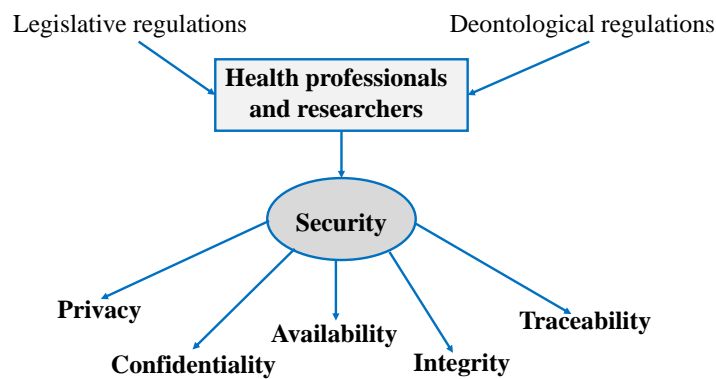 Legislative regulations
Deontological regulations
Health professionals
and researchers
Security
Privacy
Confidentiality
Availability
Integrity
Traceability